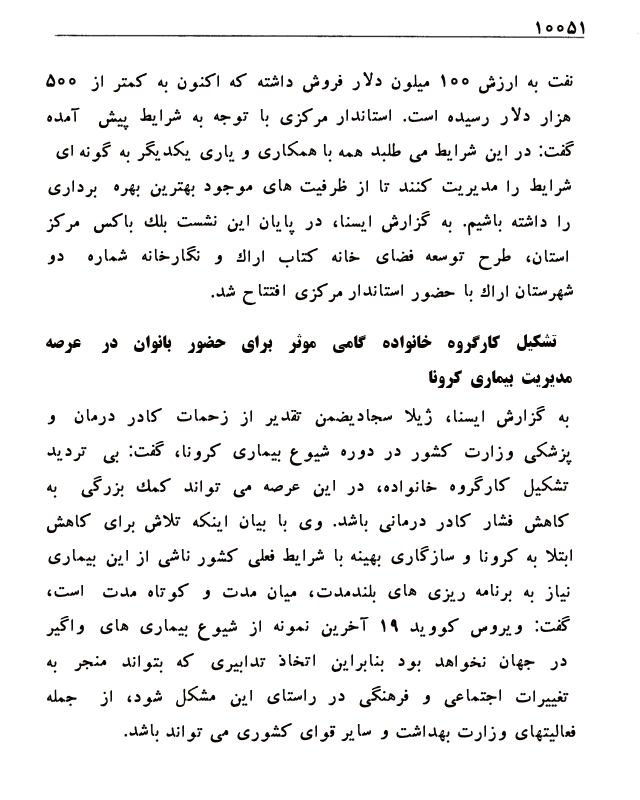 ۱۰۰۵۱
نفت به ارزش ۱۰۰ میلون دلار فروش داشته که اکنون به کمتر از ۵۰۰
هزار دلار رسیده است. استاندار مرکزی با توجه به شرایط پیش آمده
گفت: در این شرایط می طلبد همه با همکاری و یاری یکدیگر به گونه ای
شرایط را مدیریت کنند تا از ظرفیت های موجود بهترین بهره برداری
را داشته باشیم. به گزارش ایسنا، در پایان این نشست بلك باکس مرکز
استان، طرح توسعه فضای خانه کتاب اراك و نگارخانه شماره دو
شهرستان اراك با حضور استاندار مرکزی افتتاح شد.
تشکیل کارگروه خانواده گامی موثر برای حضور بانوان در عرصه
مدیریت بیماری کرونا
به گزارش ایسنا، ژیلا سجادیضمن تقدیر از زحمات کادر درمان و
پزشکی وزارت کشور در دوره شیوع بیماری کرونا، گفت: بی تردید
تشکیل کارگروه خانواده، در این عرصه می تواند کمك بزرگی به
کاهش فشار کادر درمانی باشد. وی با بیان اینکه تلاش برای کاهش
ابتلا به کرونا و سازگاری بهینه با شرایط فعلی کشور ناشی از این بیماری
نیاز به برنامه ریزی های بلندمدت، میان مدت و کوتاه مدت است،
گفت: ویروس کووید ۱۹ آخرین نمونه از شیوع بیماری های واگیر
در جهان نخواهد بود بنابراین اتخاذ تدابیری که بتواند منجر به
تغییرات اجتماعی و فرهنگی در راستای این مشکل شود، از جمله
فعالیتهای وزارت بهداشت و سایر قوای کشوری می تواند باشد.